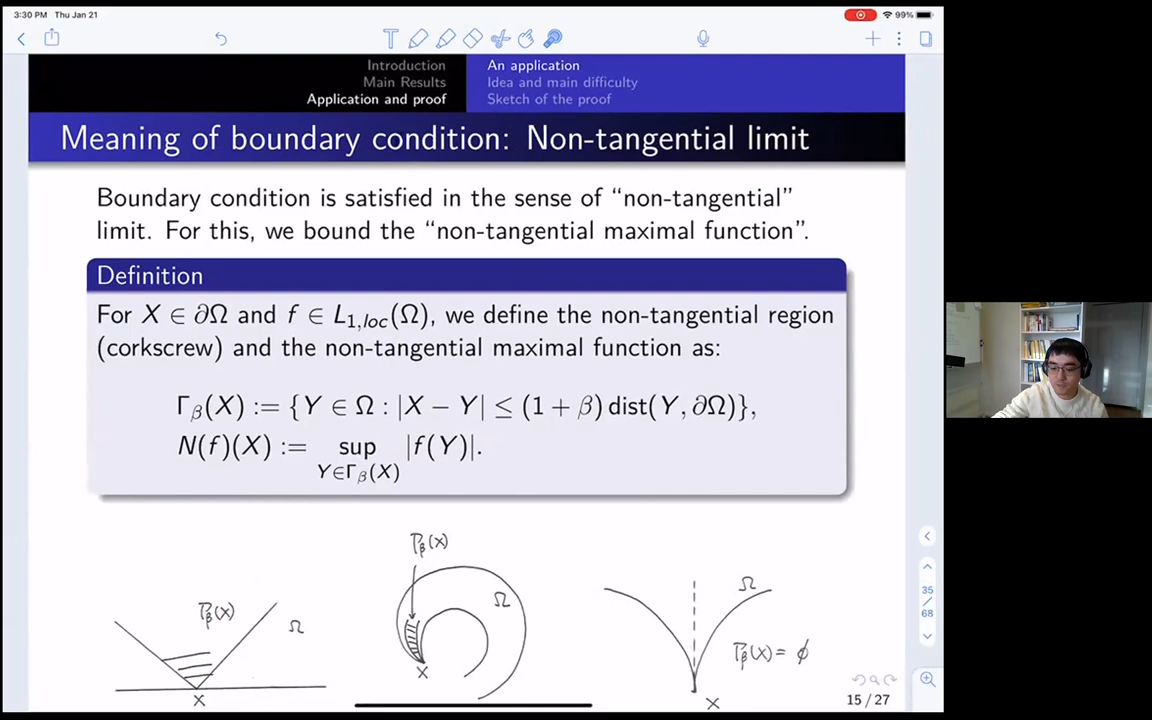 3:30 PM Thu Jan 21
99%
Introduction
Main Results
Application and proof
An application
Idea and main difficulty
Sketch of the proof
Meaning of boundary condition: Non-tangential limit
Boundary condition is satisfied in the sense of “non-tangential”
limit. For this, we bound the “non-tangential maximal function”.
Definition
For X ∈ ∂Ω and f ∈ L₁,loc(Ω), we define the non-tangential region
(corkscrew) and the non-tangential maximal function as:
Γβ(X) := {Y ∈ Ω : |X − Y| ≤ (1 + β) dist(Y, ∂Ω)},
N(f)(X) := sup |f(Y)|.
Y∈Γβ(X)
Γβ(X)
Ω
X
Γβ(X)
Ω
X
Ω
Γβ(X) = ϕ
X
35
/
68
15 / 27